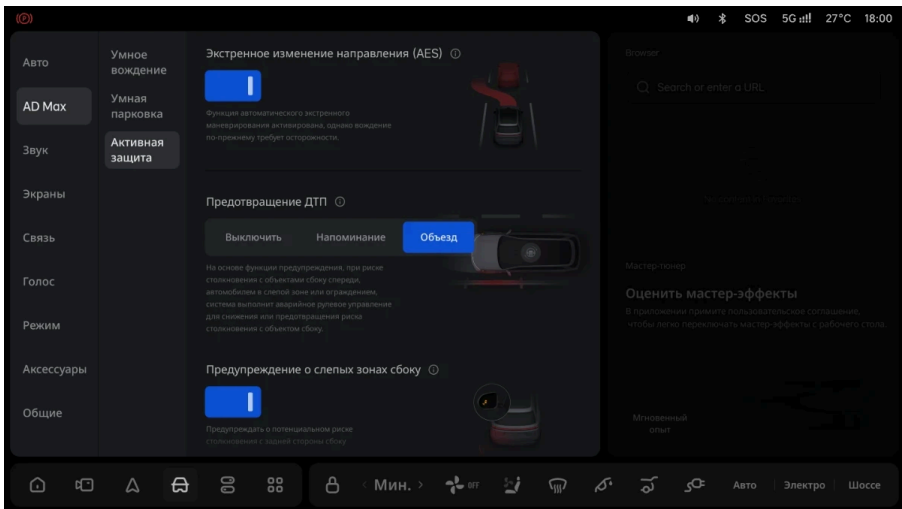 (P)
SOS 5G 27°C 18:00
Авто
AD Max
Звук
Экраны
Связь
Голос
Режим
Аксессуары
Общие
Умное
вождение
Умная
парковка
Активная
защита
Экстренное изменение направления (AES)
Функция автоматического экстренного
маневрирования активирована, однако вождение
по-прежнему требует осторожности.
Предотвращение ДТП
Выключить Напоминание Объезд
На основе функции предупреждения, при риске
столкновения с объектами сбоку спереди,
автомобилем в слепой зоне или ограждением,
система выполнит аварийное рулевое управление
для снижения или предотвращения риска
столкновения с объектом сбоку.
Предупреждение о слепых зонах сбоку
Предупреждать о потенциальном риске
столкновения с задней стороны сбоку
Browser
Search or enter a URL
Мастер-тюнер
Оценить мастер-эффекты
В приложении примите пользовательское соглашение,
чтобы легко переключать мастер-эффекты с рабочего стола.
Мгновенный
опыт
Мин. OFF Авто Электро Шоссе